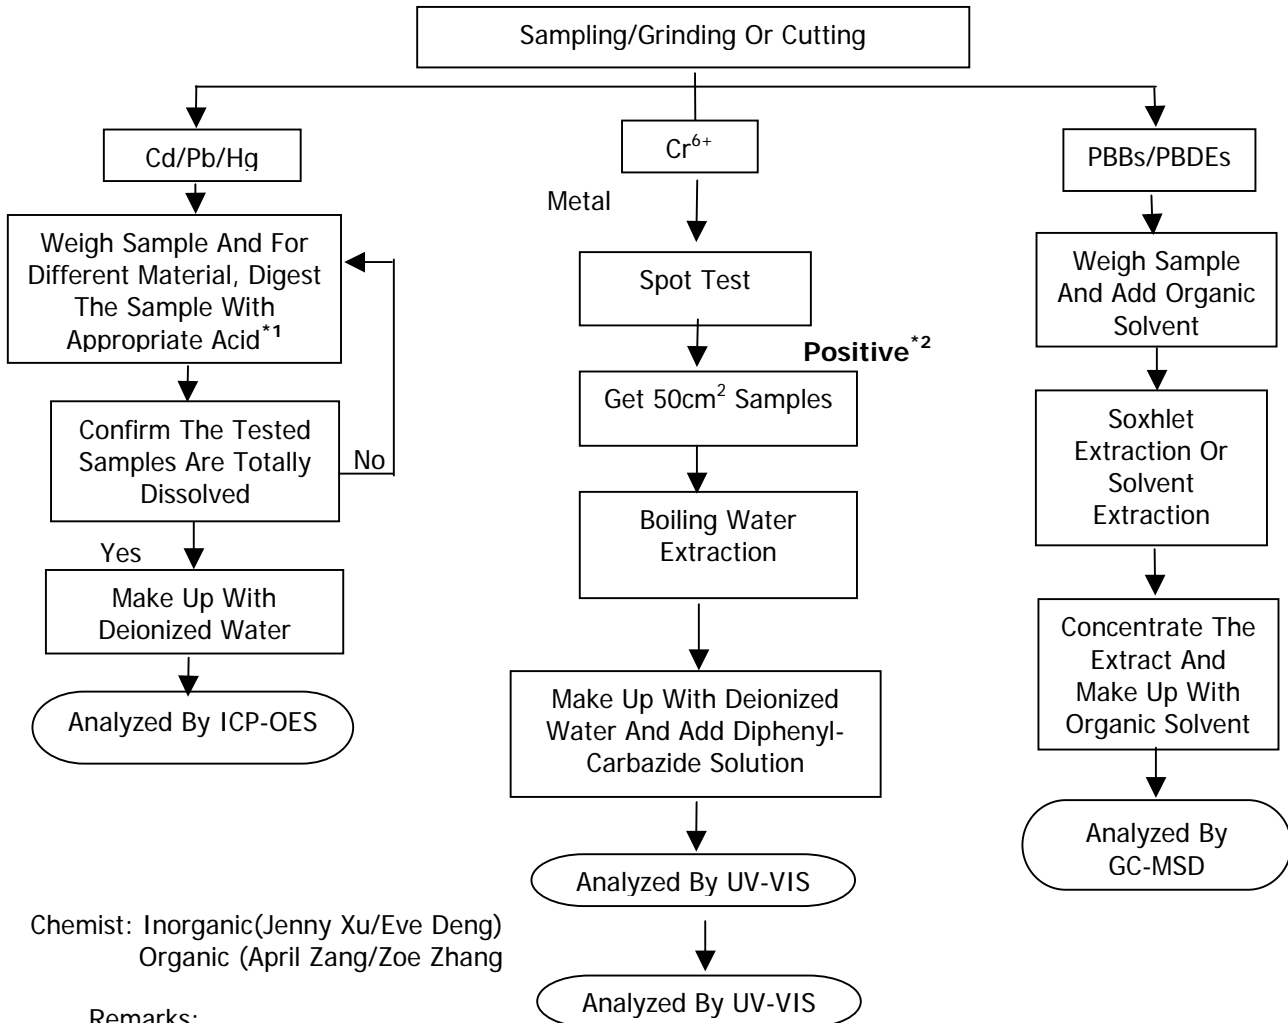 Sampling/Grinding Or Cutting
Cd/Pb/Hg
Weigh Sample And For
Different Material, Digest
The Sample With
Appropriate Acid*1
Confirm The Tested
Samples Are Totally
Dissolved
No
Yes
Make Up With
Deionized Water
Analyzed By ICP-OES
Cr6+
Metal
Spot Test
Positive*2
Get 50cm2 Samples
Boiling Water
Extraction
Make Up With Deionized
Water And Add Diphenyl-
Carbazide Solution
Analyzed By UV-VIS
Analyzed By UV-VIS
PBBs/PBDEs
Weigh Sample
And Add Organic
Solvent
Soxhlet
Extraction Or
Solvent
Extraction
Concentrate The
Extract And
Make Up With
Organic Solvent
Analyzed By
GC-MSD
Chemist: Inorganic(Jenny Xu/Eve Deng)
Organic (April Zang/Zoe Zhang
Remarks: